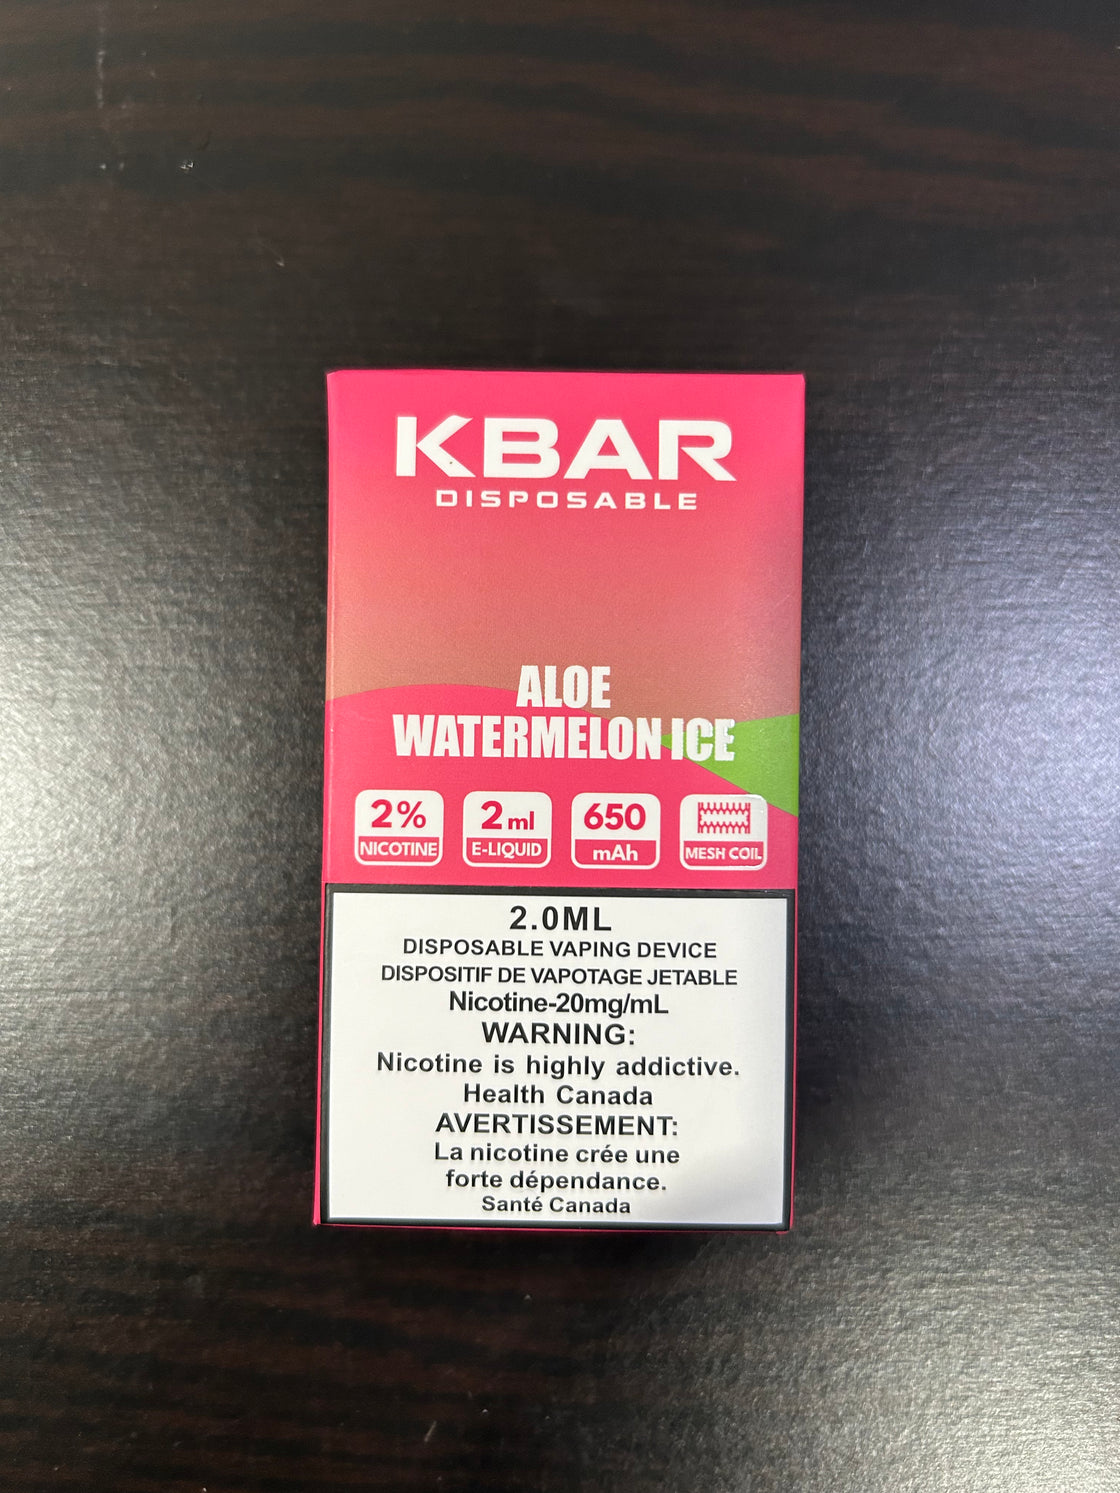 KBAR
DISPOSABLE
ALOE
WATERMELON ICE
2% 2ml 650
NICOTINE E-LIQUID mAh MESH COIL
2.0ML
DISPOSABLE VAPING DEVICE
DISPOSITIF DE VAPOTAGE JETABLE
Nicotine-20mg/mL
WARNING:
Nicotine is highly addictive.
Health Canada
AVERTISSEMENT:
La nicotine crée une
forte dépendance.
Santé Canada